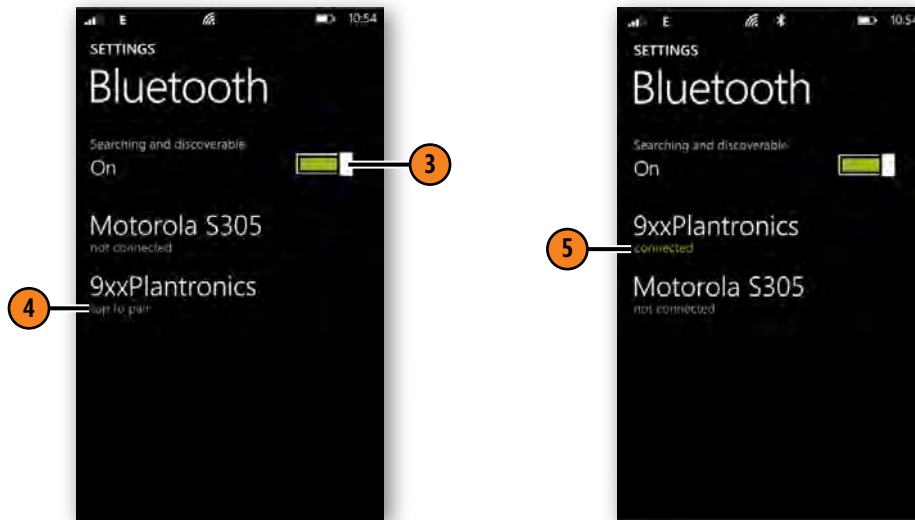 E 10:54
SETTINGS
Bluetooth
Searching and discoverable
On
3
Motorola S305
not connected
9xxPlantronics
4
tap to pair
E 10:54
SETTINGS
Bluetooth
Searching and discoverable
On
9xxPlantronics
5
connected
Motorola S305
not connected